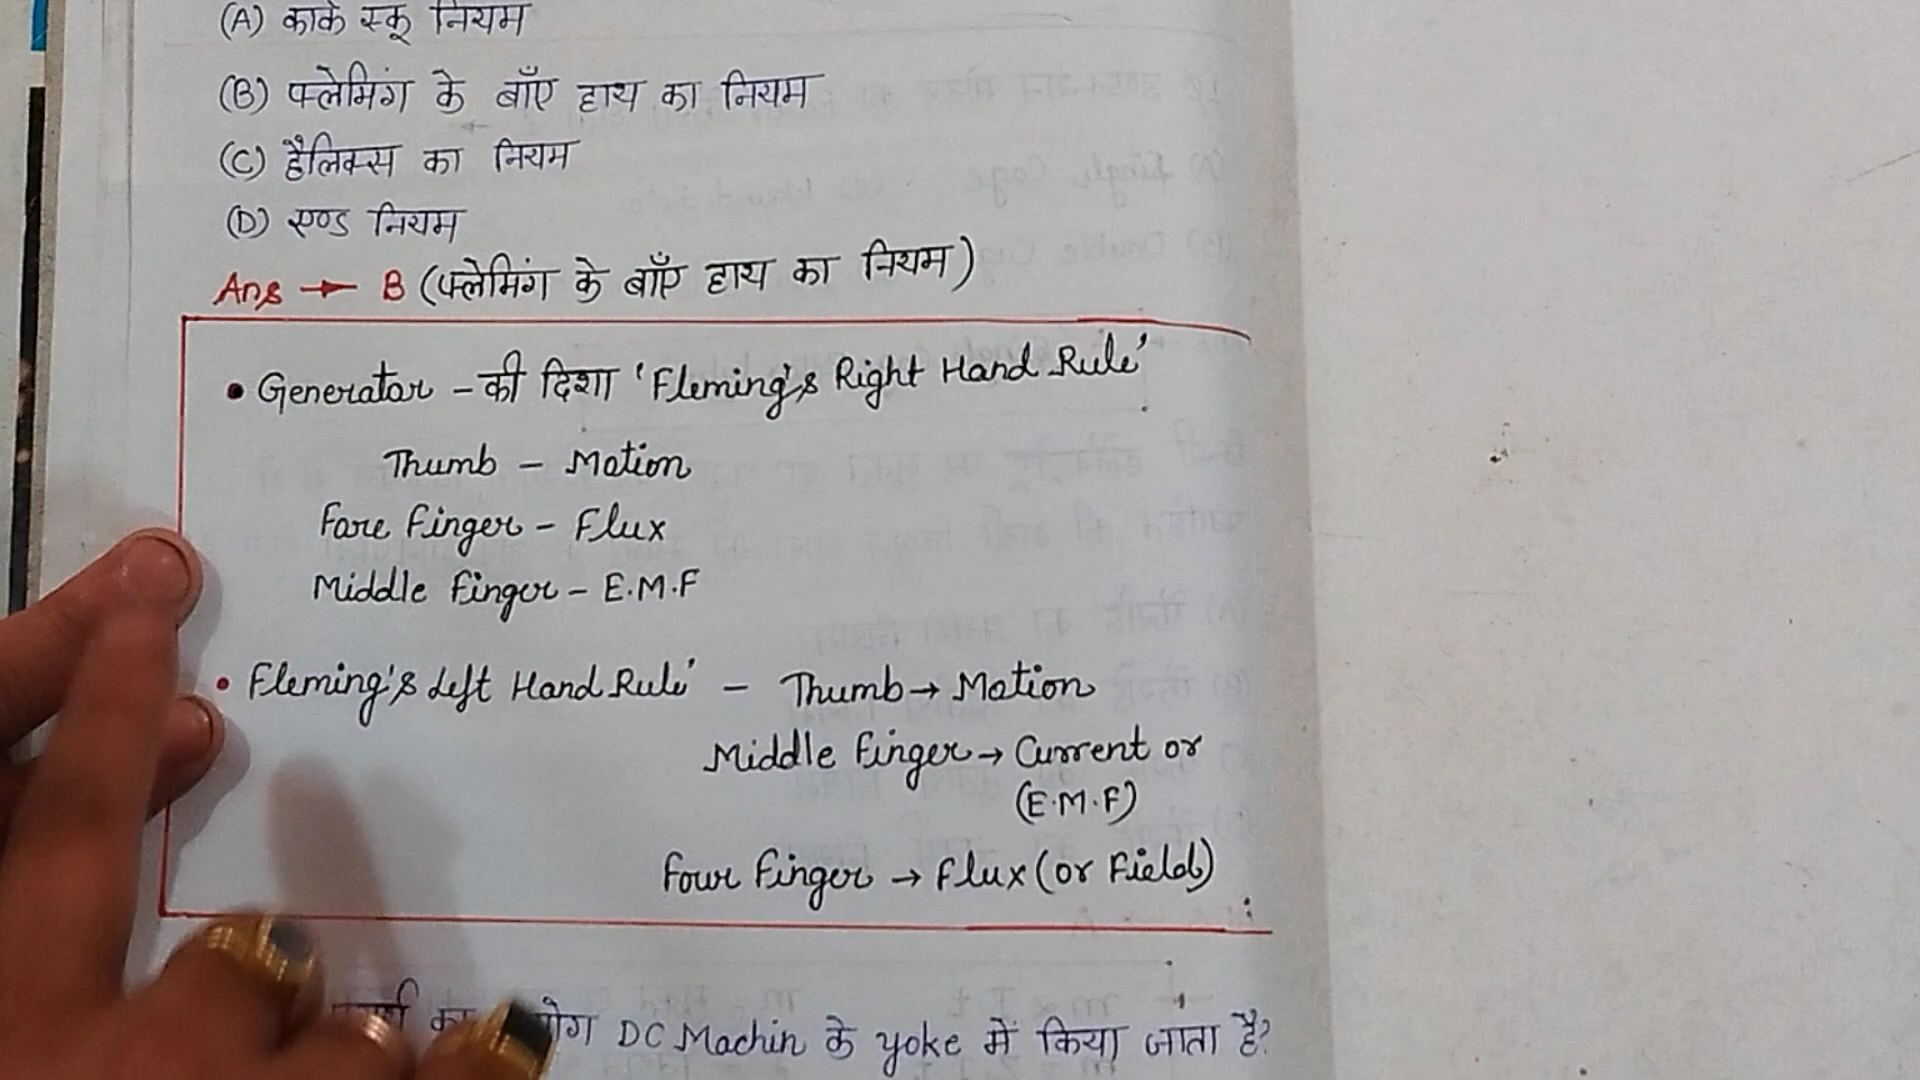 (A) कार्क स्क्रू नियम
(B) फ्लेमिंग के बाँए हाथ का नियम
(C) हैलिक्स का नियम
(D) एण्ड नियम
Ans → B (फ्लेमिंग के बाँए हाथ का नियम)
• Generator - की दिशा 'Fleming's Right Hand Rule'
Thumb - Motion
Fore Finger - Flux
Middle Finger - E.M.F
• Fleming's Left Hand Rule' - Thumb → Motion
Middle Finger → Current or
(E.M.F)
Four Finger → Flux (or Field)
का DC Machin के yoke में किया जाता है?